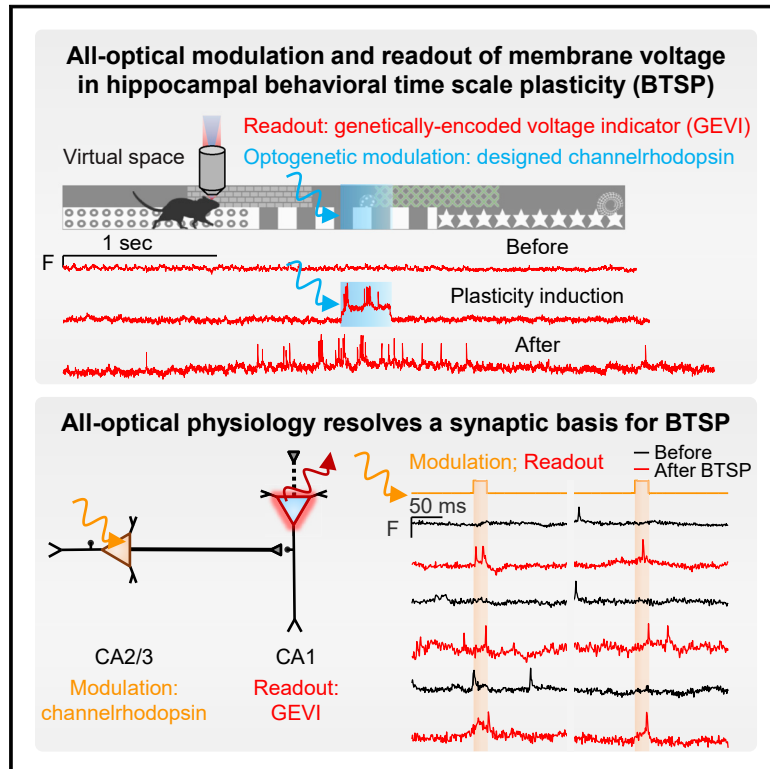 All-optical modulation and readout of membrane voltage
in hippocampal behavioral time scale plasticity (BTSP)
Readout: genetically-encoded voltage indicator (GEVI)
Virtual space
Optogenetic modulation: designed channelrhodopsin
1 sec
Before
F
Plasticity induction
After
All-optical physiology resolves a synaptic basis for BTSP
Modulation; Readout
Before
After BTSP
50 ms
F
CA2/3
CA1
Modulation:
channelrhodopsin
Readout:
GEVI